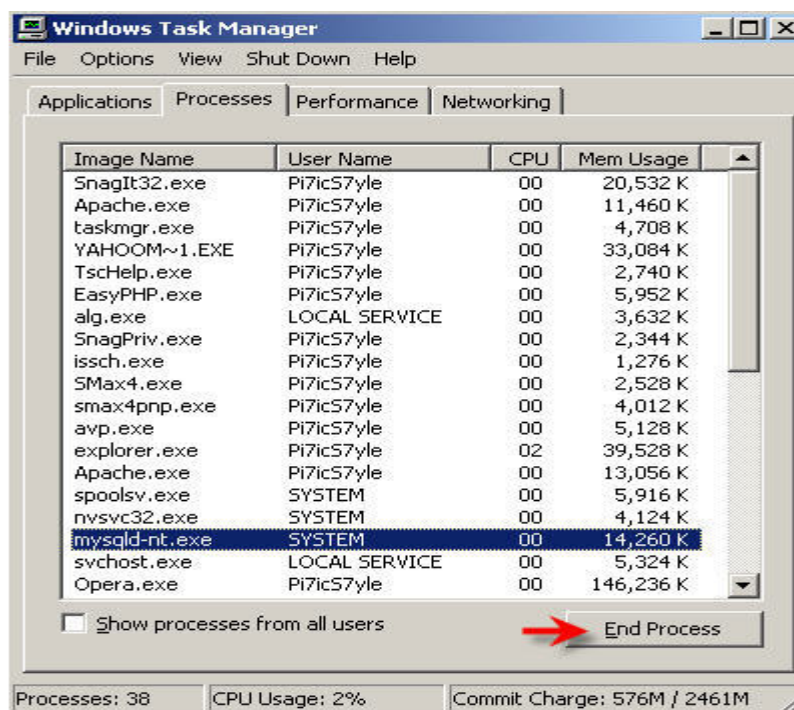 Windows Task Manager
File Options View Shut Down Help
Applications Processes Performance Networking
Image Name User Name CPU Mem Usage
SnagIt32.exe Pi7icS7yle 00 20,532 K
Apache.exe Pi7icS7yle 00 11,460 K
taskmgr.exe Pi7icS7yle 00 4,708 K
YAHOOM~1.EXE Pi7icS7yle 00 33,084 K
TscHelp.exe Pi7icS7yle 00 2,740 K
EasyPHP.exe Pi7icS7yle 00 5,952 K
alg.exe LOCAL SERVICE 00 3,632 K
SnagPriv.exe Pi7icS7yle 00 2,344 K
issch.exe Pi7icS7yle 00 1,276 K
SMax4.exe Pi7icS7yle 00 2,528 K
smax4pnp.exe Pi7icS7yle 00 4,012 K
avp.exe Pi7icS7yle 00 5,128 K
explorer.exe Pi7icS7yle 02 39,528 K
Apache.exe Pi7icS7yle 00 13,056 K
spoolsv.exe SYSTEM 00 5,916 K
nvsvc32.exe SYSTEM 00 4,124 K
mysqld-nt.exe SYSTEM 00 14,260 K
svchost.exe LOCAL SERVICE 00 5,324 K
Opera.exe Pi7icS7yle 00 146,236 K
Show processes from all users End Process
Processes: 38 CPU Usage: 2% Commit Charge: 576M / 2461M